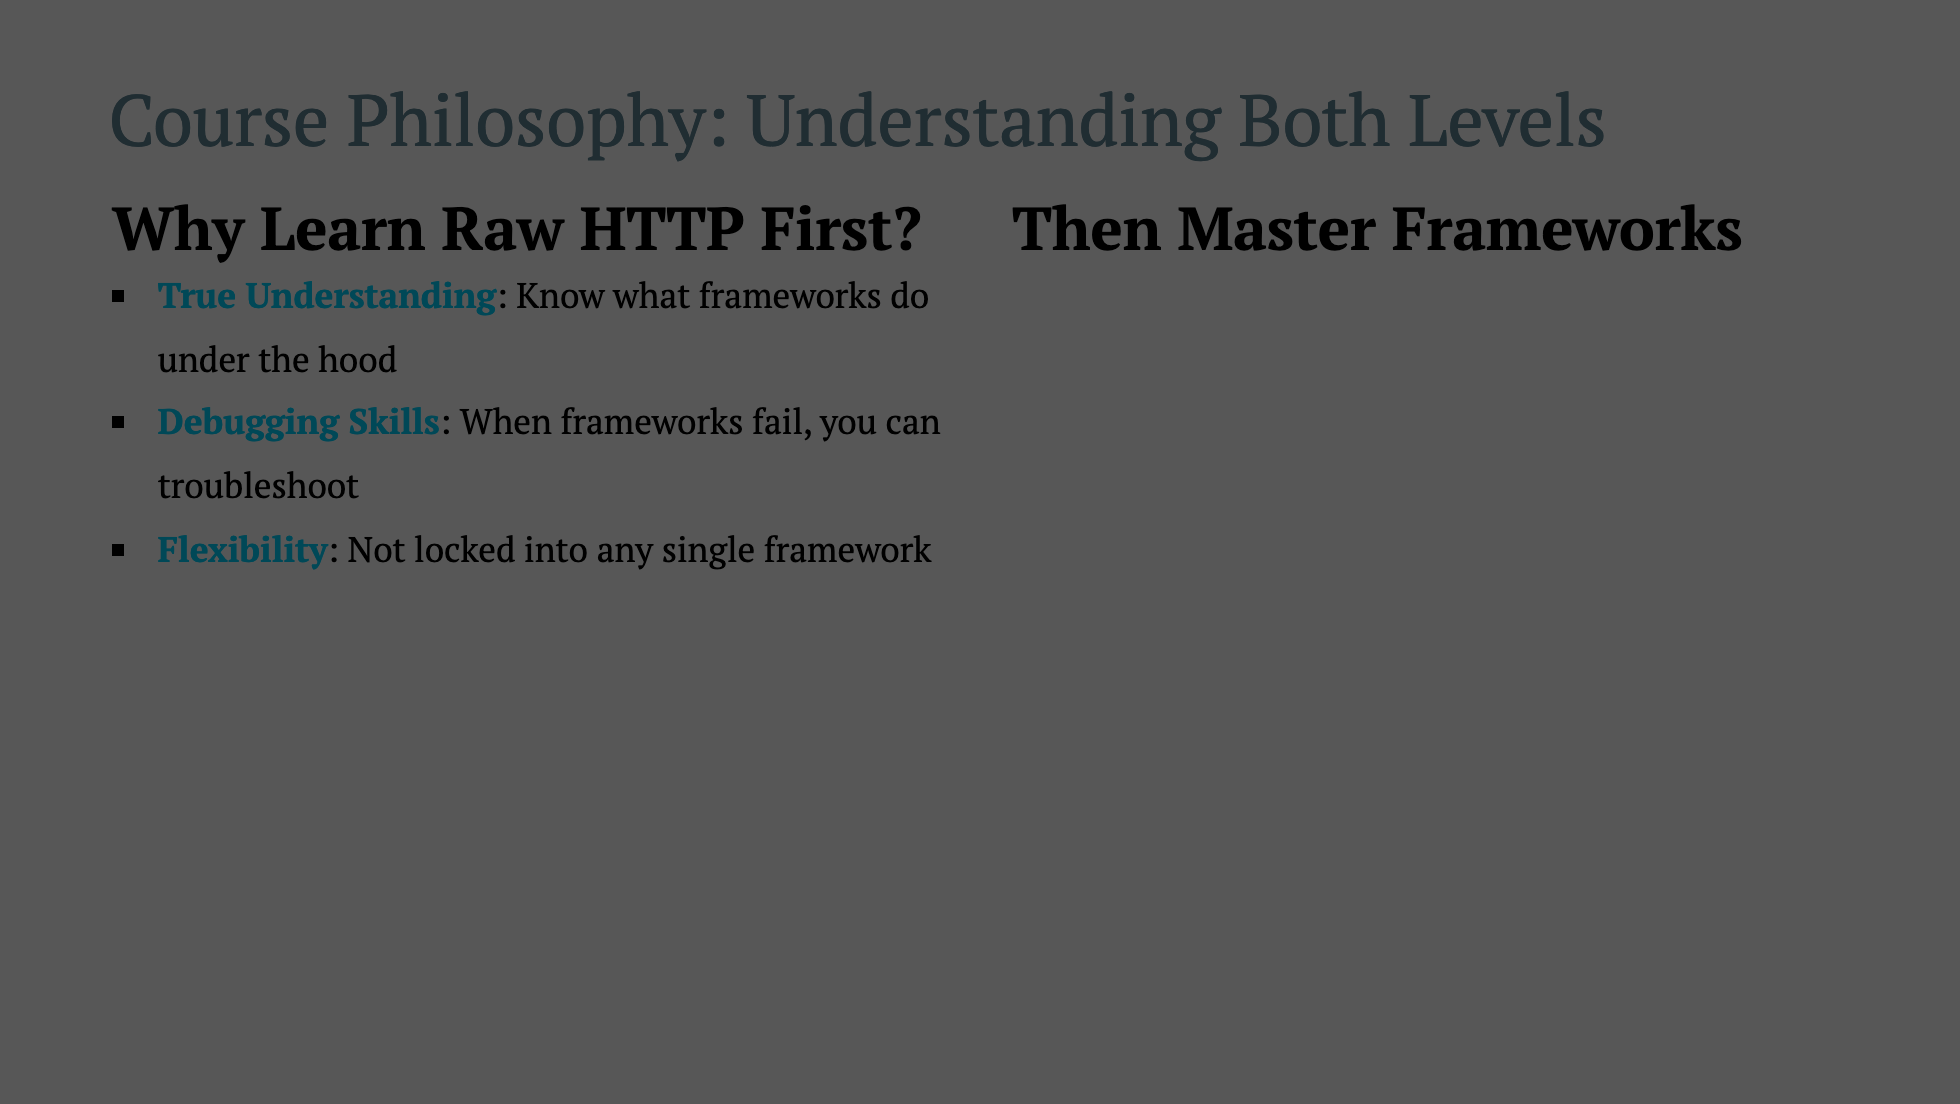 Course Philosophy: Understanding Both Levels
Why Learn Raw HTTP First?
True Understanding: Know what frameworks do
under the hood
Debugging Skills: When frameworks fail, you can
troubleshoot
Flexibility: Not locked into any single framework
Then Master Frameworks